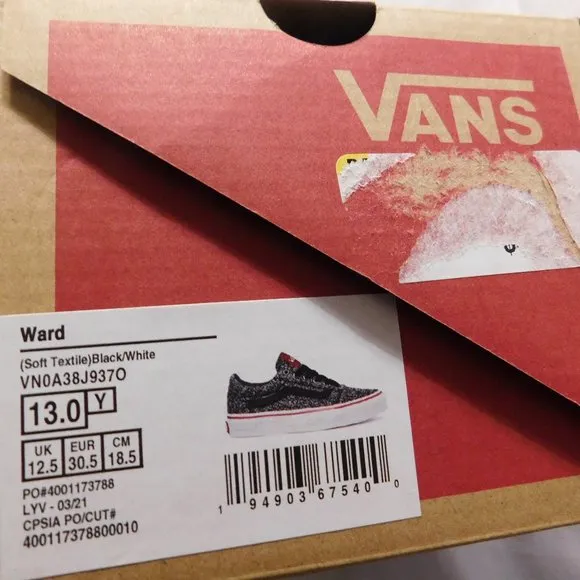 VANS
Ward
(Soft Textile)Black/White
VN0A38J937O
13.0 Y
UK EUR CM
12.5 30.5 18.5
PO#4001173788
LYV - 03/21
CPSIA PO/CUT#
400117378800010
1 94903 67540 0